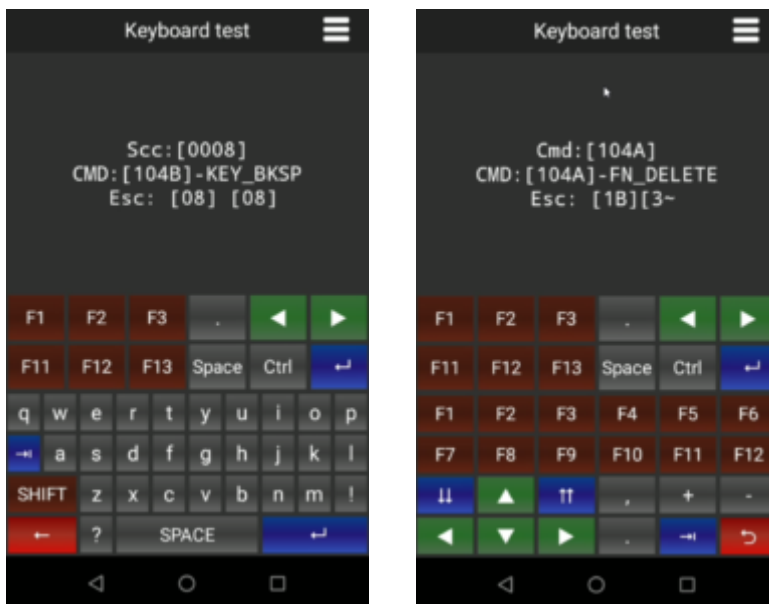 Keyboard test
Scc:[0008]
CMD:[104B]-KEY_BKSP
Esc: [08] [08]
F1 F2 F3 . ◀ ▶
F11 F12 F13 Space Ctrl ↵
q w e r t y u i o p
⇥ a s d f g h j k l
SHIFT z x c v b n m !
← ? SPACE ↵
Keyboard test
Cmd:[104A]
CMD:[104A]-FN_DELETE
Esc: [1B][3~
F1 F2 F3 . ◀ ▶
F11 F12 F13 Space Ctrl ↵
F1 F2 F3 F4 F5 F6
F7 F8 F9 F10 F11 F12
⇊ ▲ ⇈ , + -
◀ ▼ ▶ . ⇥ ⮌